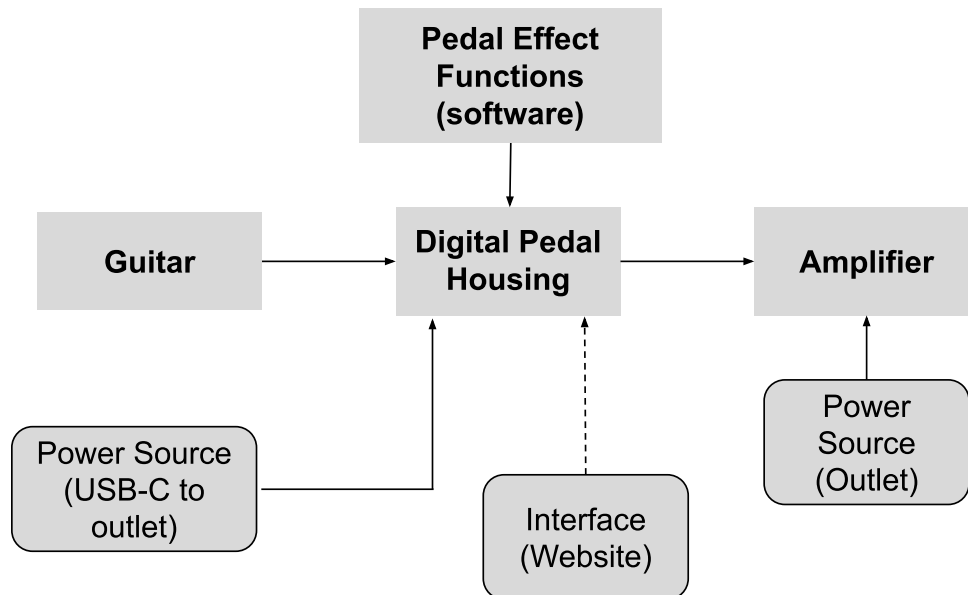 Pedal Effect
Functions
(software)
Guitar
Digital Pedal
Housing
Amplifier
Power Source
(USB-C to
outlet)
Interface
(Website)
Power
Source
(Outlet)